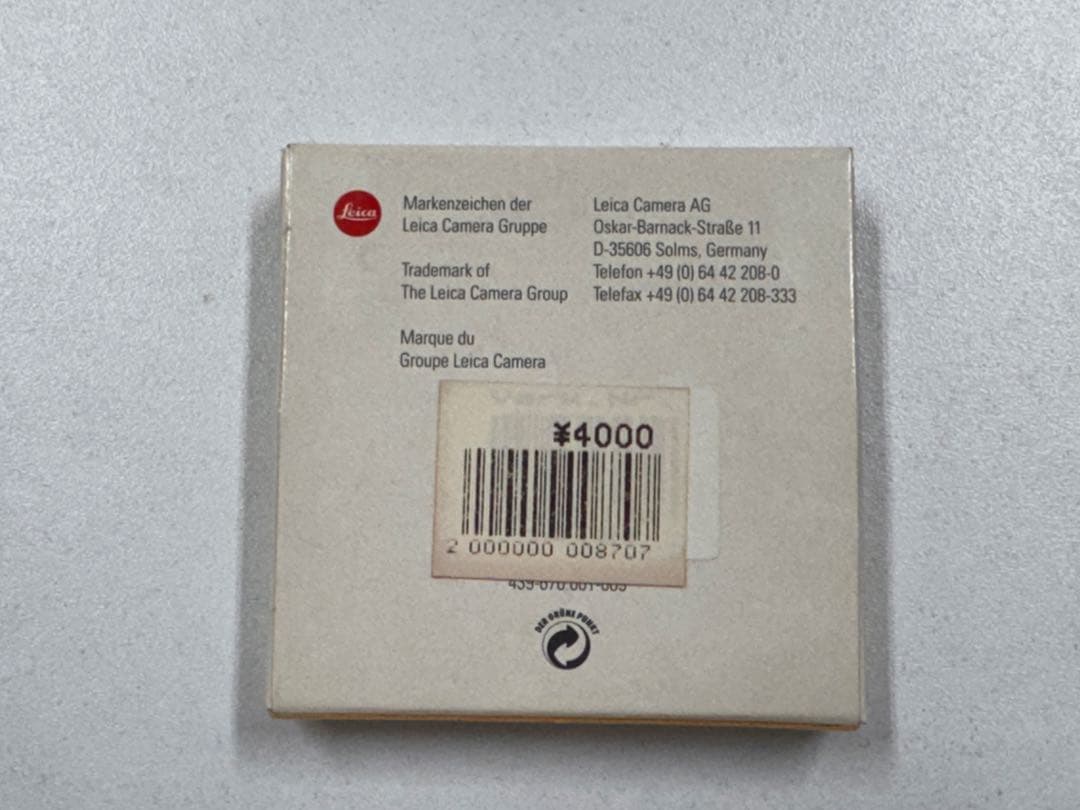 Leica
Markenzeichen der
Leica Camera Gruppe
Trademark of
The Leica Camera Group
Marque du
Groupe Leica Camera
Leica Camera AG
Oskar-Barnack-Straße 11
D-35606 Solms, Germany
Telefon +49 (0) 64 42 208-0
Telefax +49 (0) 64 42 208-333
¥4000
2 000000 008707
DER GRÜNE PUNKT